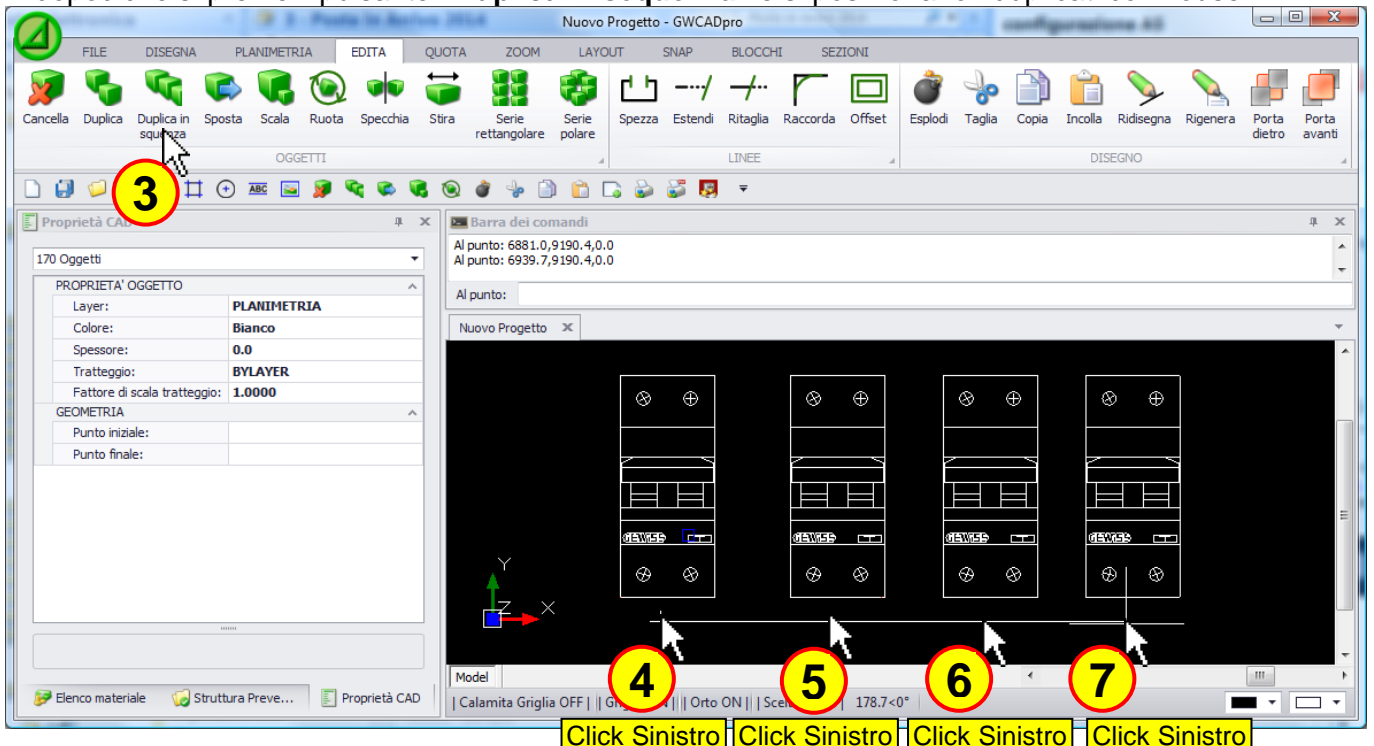 Nuovo Progetto - GWCADpro
FILE DISEGNA PLANIMETRIA EDITA QUOTA ZOOM LAYOUT SNAP BLOCCHI SEZIONI
Cancella Duplica Duplica in squenza Sposta Scala Ruota Specchia Stira Serie rettangolare Serie polare Spezza Estendi Ritaglia Raccorda Offset Esplodi Taglia Copia Incolla Ridisegna Rigenera Porta dietro Porta avanti
OGGETTI LINEE DISEGNO
3
ABC
Proprietà CAD
Barra dei comandi
Al punto: 6881.0,9190.4,0.0
Al punto: 6939.7,9190.4,0.0
170 Oggetti
Al punto:
PROPRIETA' OGGETTO
Layer: PLANIMETRIA
Colore: Bianco
Spessore: 0.0
Tratteggio: BYLAYER
Fattore di scala tratteggio: 1.0000
GEOMETRIA
Punto iniziale:
Punto finale:
Nuovo Progetto
GEWISS GEWISS GEWISS GEWISS
Y
Z X
4 5 6 7
Model
Elenco materiale Struttura Preve... Proprietà CAD
| Calamita Griglia OFF | | Orto ON | 178.7<0°
Click Sinistro Click Sinistro Click Sinistro Click Sinistro